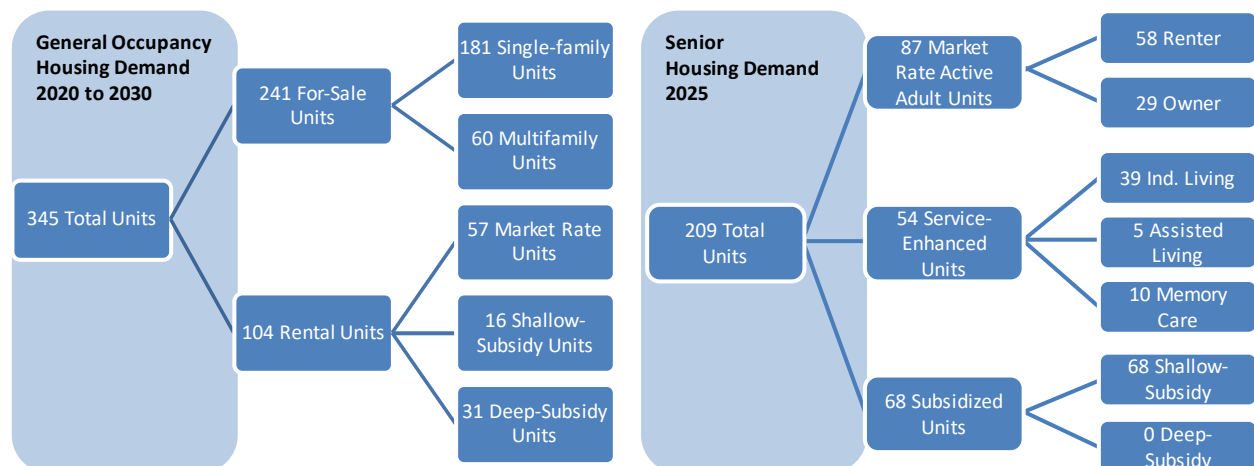 General Occupancy
Housing Demand
2020 to 2030
345 Total Units
241 For-Sale
Units
181 Single-family
Units
60 Multifamily
Units
104 Rental Units
57 Market Rate
Units
16 Shallow-
Subsidy Units
31 Deep-Subsidy
Units
Senior
Housing Demand
2025
209 Total
Units
87 Market
Rate Active
Adult Units
58 Renter
29 Owner
54 Service-
Enhanced
Units
39 Ind. Living
5 Assisted
Living
10 Memory
Care
68 Subsidized
Units
68 Shallow-
Subsidy
0 Deep-
Subsidy